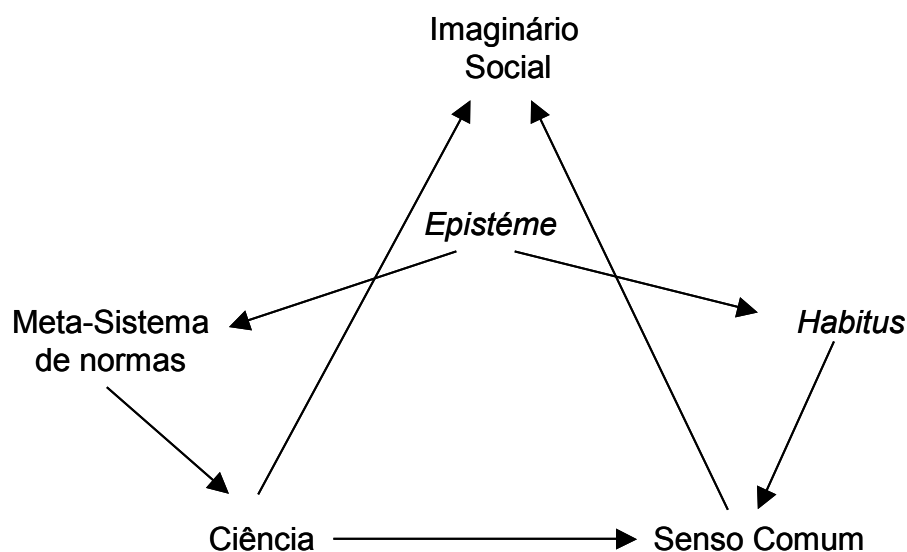 Imaginário
Social
Epistéme
Meta-Sistema
de normas
Habitus
Ciência
Senso Comum